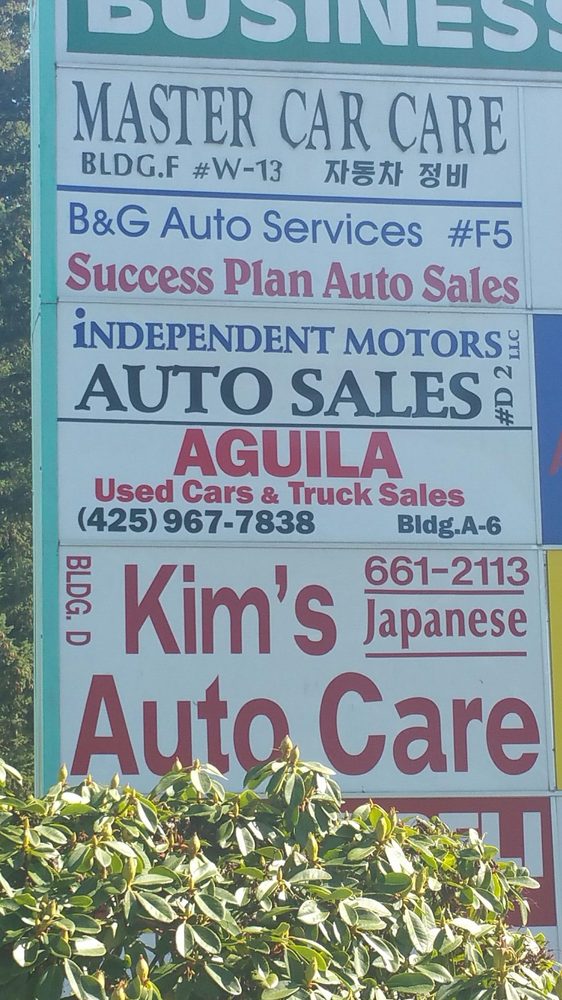 BUSINESS
MASTER CAR CARE
BLDG.F #W-13 자동차 정비
B&G Auto Services #F5
Success Plan Auto Sales
iNDEPENDENT MOTORS LLC
AUTO SALES #D 2
AGUILA
Used Cars & Truck Sales
(425) 967-7838 Bldg.A-6
BLDG. D
Kim's
661-2113
Japanese
Auto Care